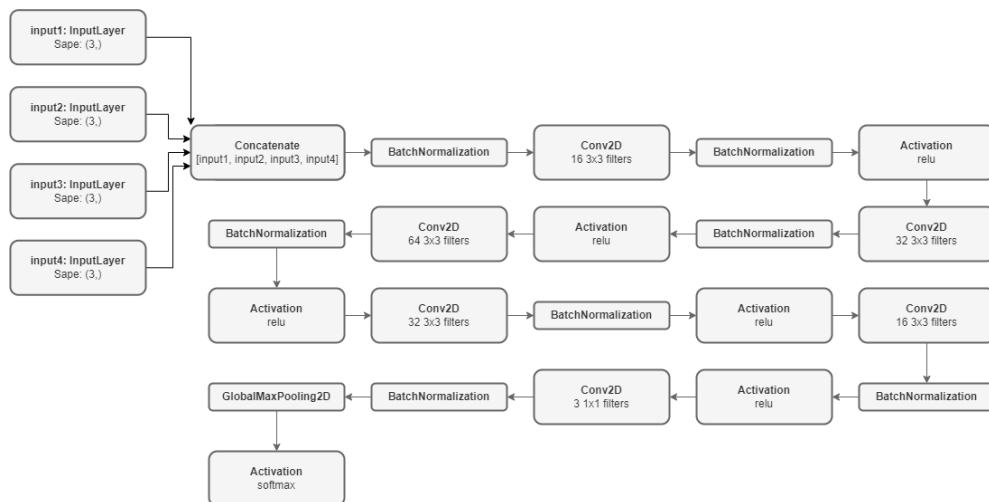 input1: InputLayer
Sape: (3,)
input2: InputLayer
Sape: (3,)
input3: InputLayer
Sape: (3,)
input4: InputLayer
Sape: (3,)
Concatenate
[input1, input2, input3, input4]
BatchNormalization
Conv2D
16 3x3 filters
BatchNormalization
Activation
relu
Conv2D
32 3x3 filters
BatchNormalization
Activation
relu
Conv2D
64 3x3 filters
BatchNormalization
Activation
relu
Conv2D
32 3x3 filters
BatchNormalization
Activation
relu
Conv2D
16 3x3 filters
BatchNormalization
Activation
relu
Conv2D
3 1x1 filters
BatchNormalization
GlobalMaxPooling2D
Activation
softmax